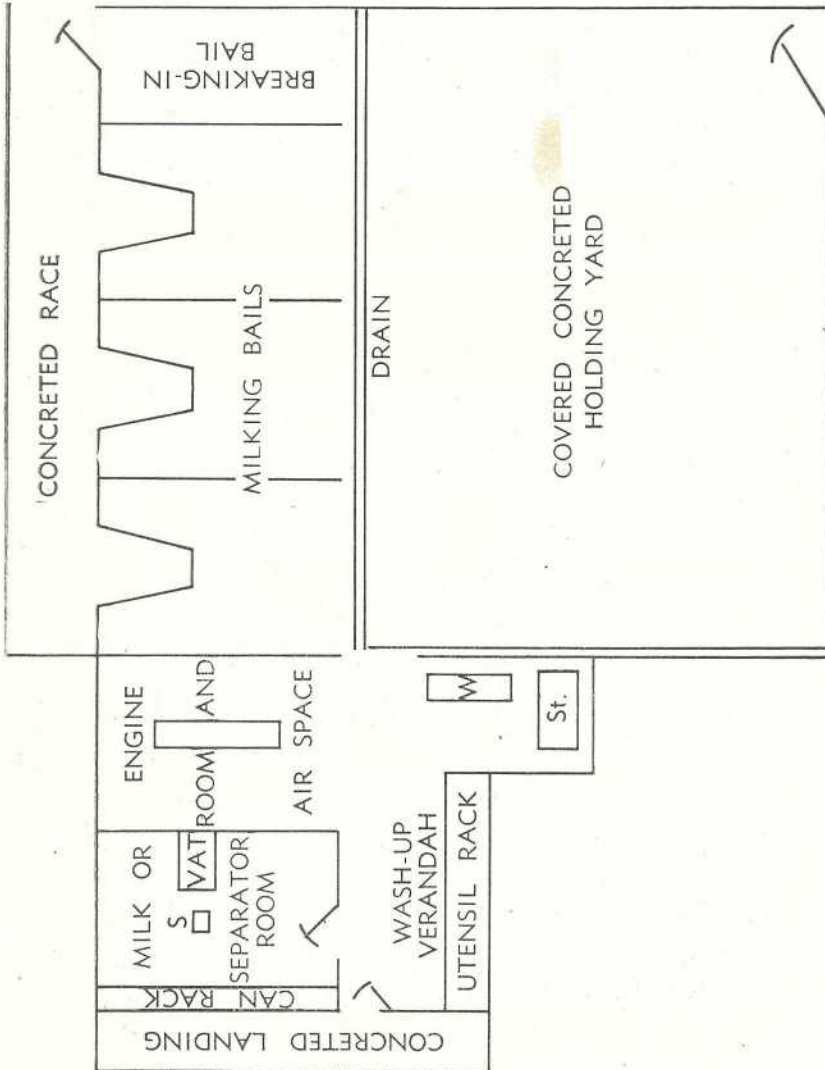 CONCRETED RACE
BREAKING-IN
BAIL
MILKING BAILS
DRAIN
COVERED CONCRETED
HOLDING YARD
ENGINE
ROOM AND
AIR SPACE
W
St.
MILK OR
S
VAT
SEPARATOR
ROOM
CAN RACK
WASH-UP
VERANDAH
UTENSIL RACK
CONCRETED LANDING